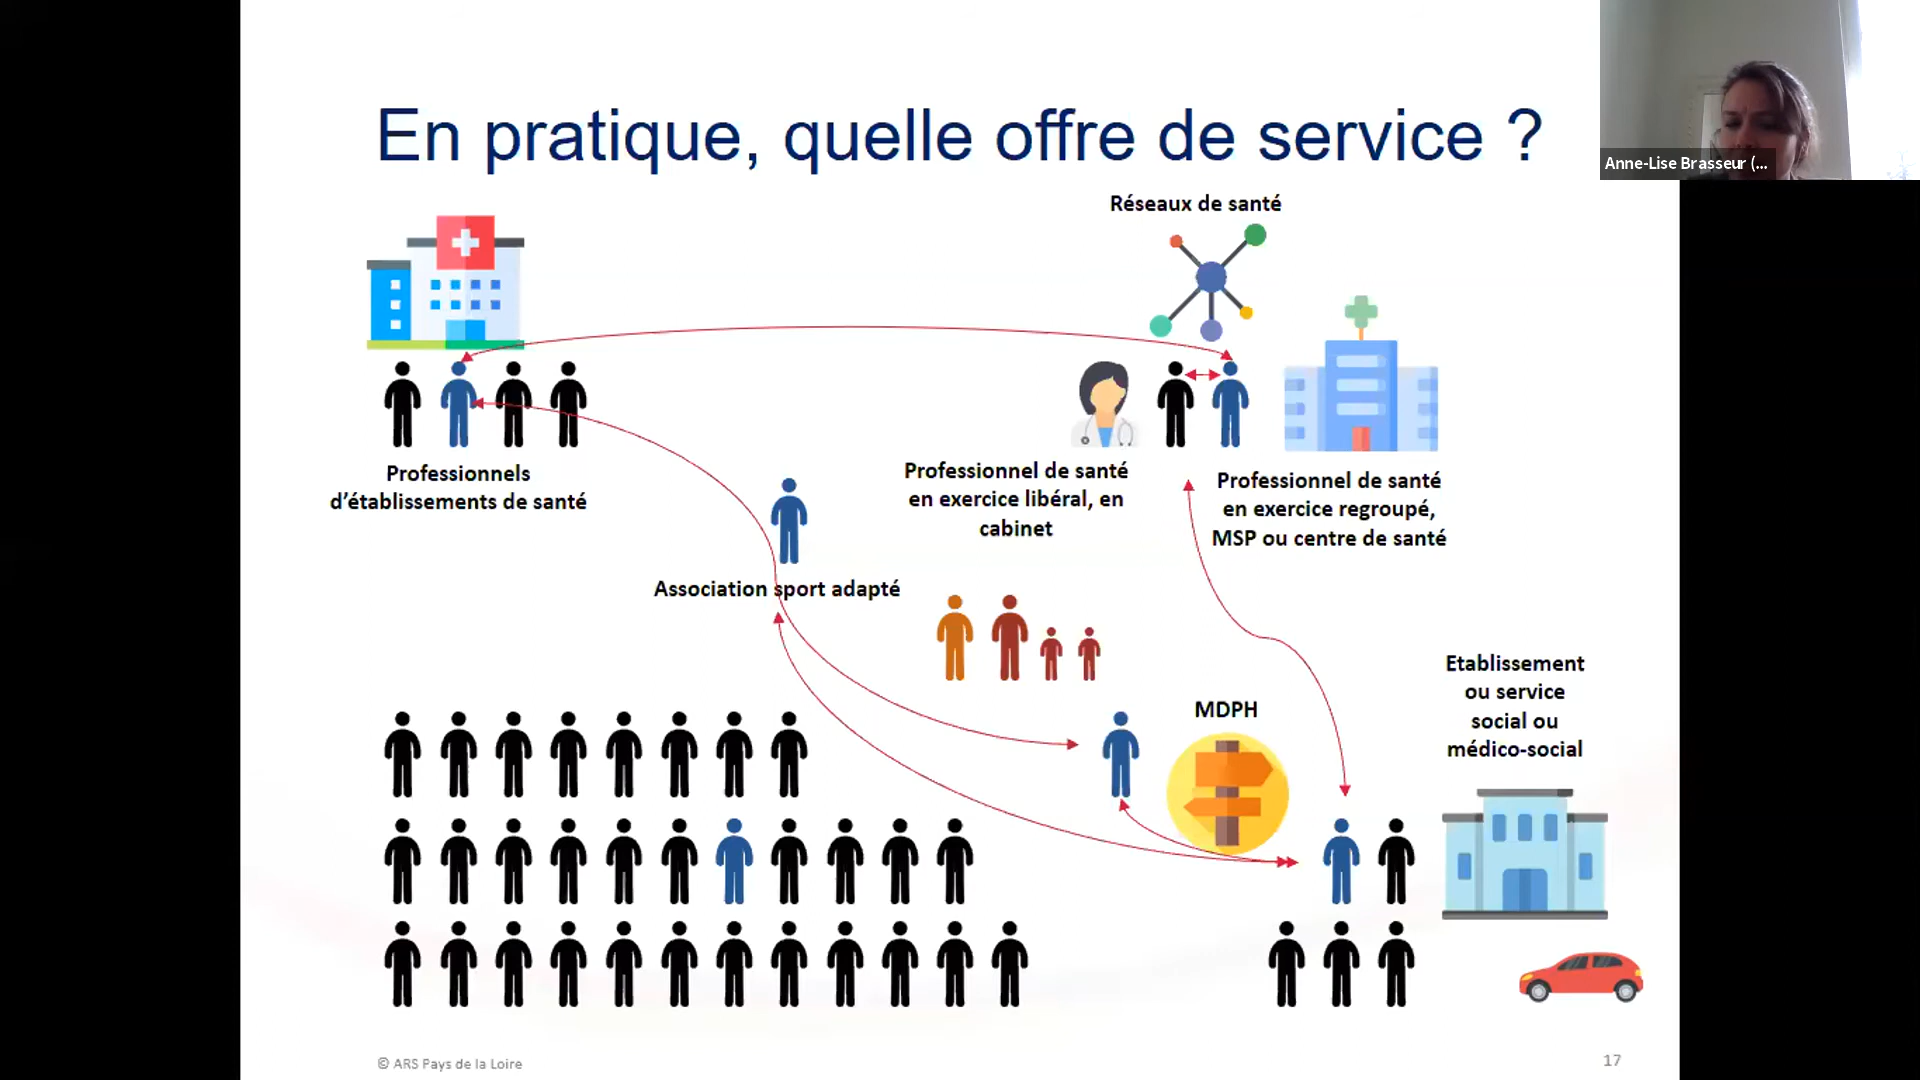 En pratique, quelle offre de service ?
Anne-Lise Brasseur (...
Réseaux de santé
Professionnels
d’établissements de santé
Professionnel de santé
en exercice libéral, en
cabinet
Professionnel de santé
en exercice regroupé,
MSP ou centre de santé
Association sport adapté
Etablissement
ou service
social ou
médico-social
MDPH
© ARS Pays de la Loire
17